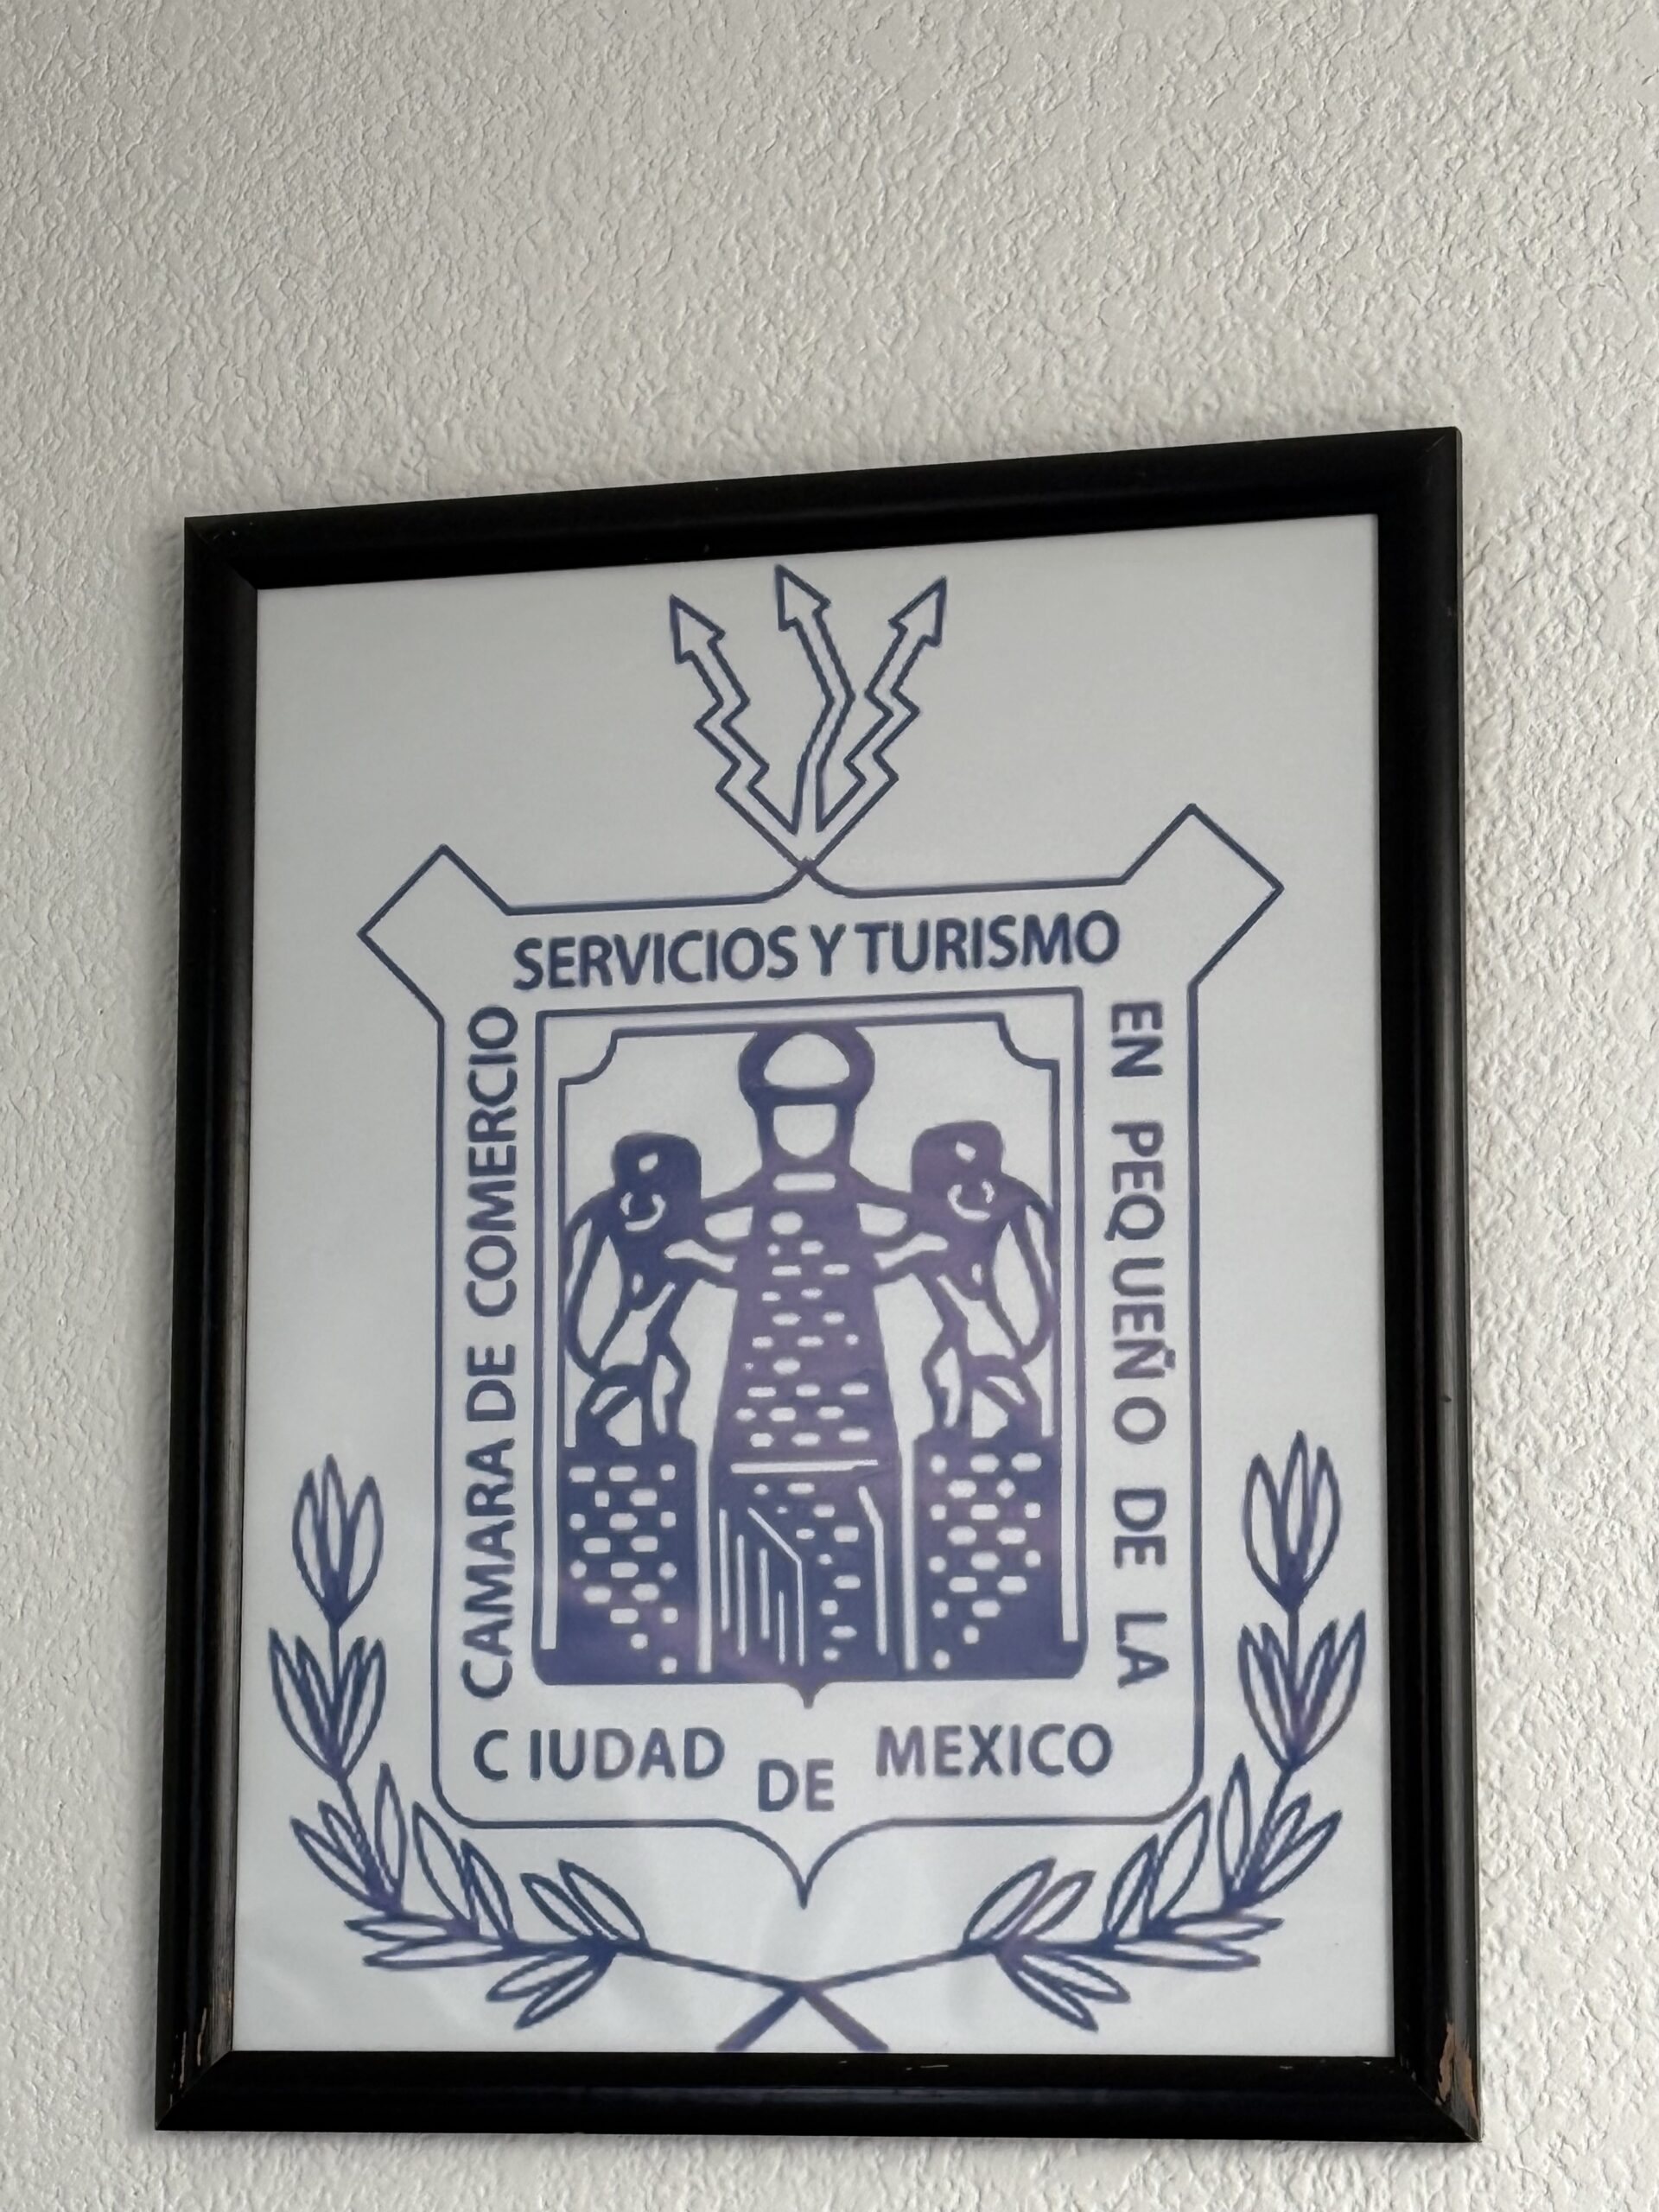 CAMARA DE COMERCIO
SERVICIOS Y TURISMO
EN PEQUEÑO DE LA
CIUDAD DE MEXICO